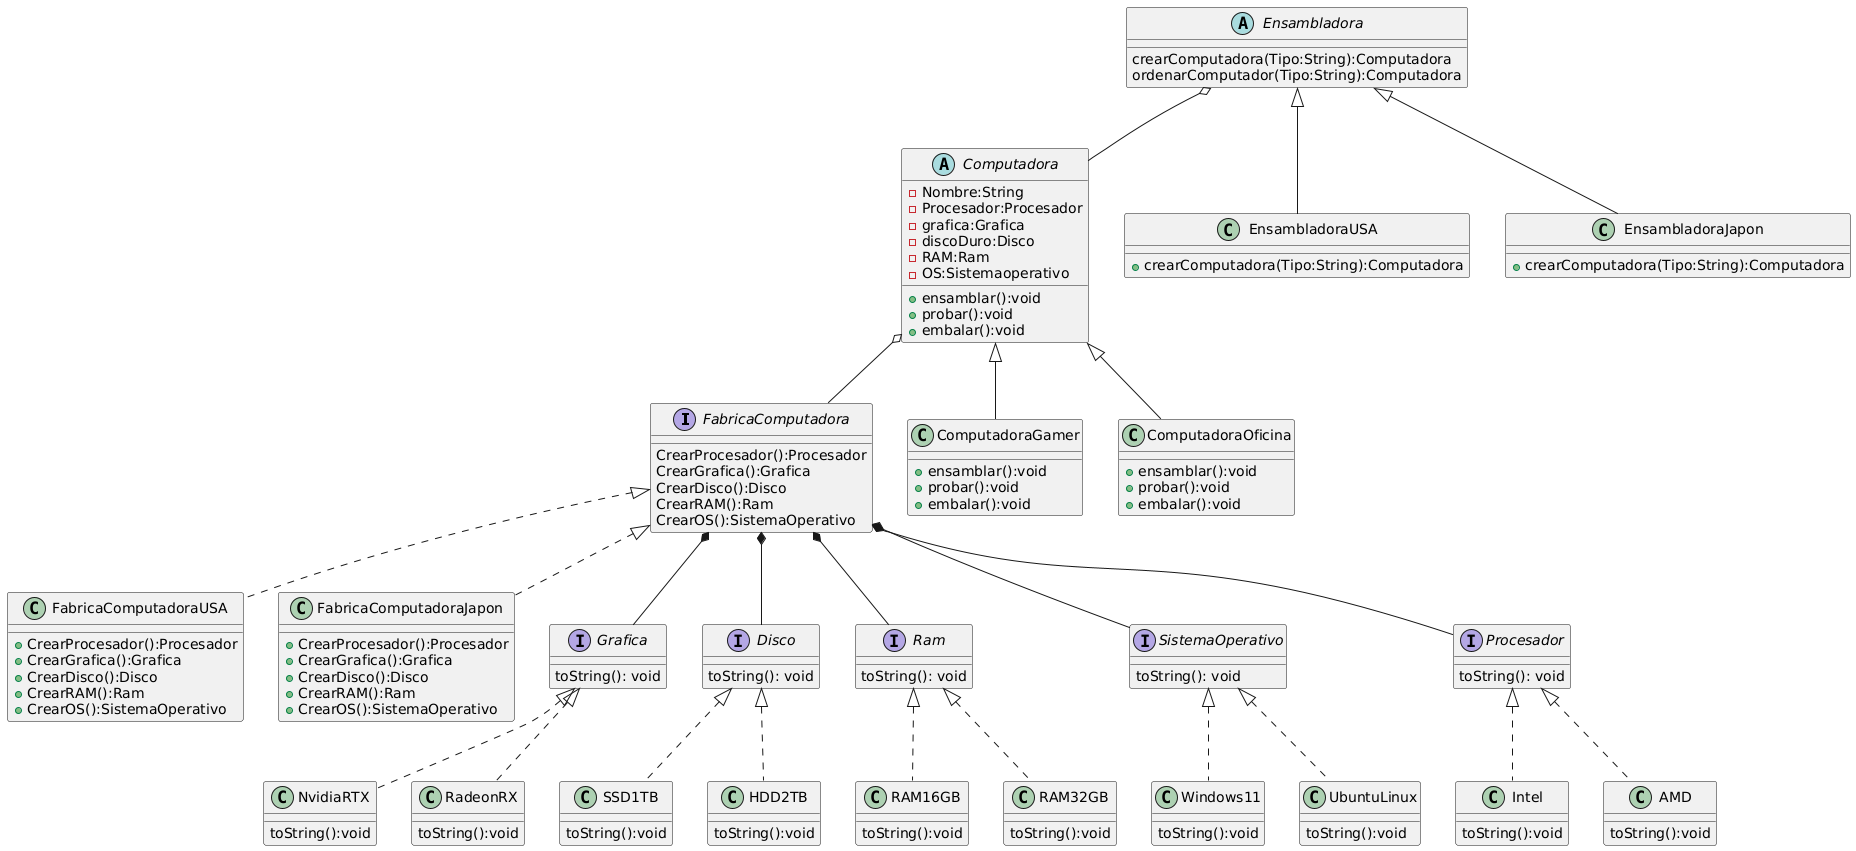 A Ensambladora
crearComputadora(Tipo:String):Computadora
ordenarComputador(Tipo:String):Computadora
A Computadora
Nombre:String
Procesador:Procesador
grafica:Grafica
discoDuro:Disco
RAM:Ram
OS:Sistemaoperativo
ensamblar():void
probar():void
embalar():void
C EnsambladoraUSA
crearComputadora(Tipo:String):Computadora
C EnsambladoraJapon
crearComputadora(Tipo:String):Computadora
I FabricaComputadora
CrearProcesador():Procesador
CrearGrafica():Grafica
CrearDisco():Disco
CrearRAM():Ram
CrearOS():SistemaOperativo
C ComputadoraGamer
ensamblar():void
probar():void
embalar():void
C ComputadoraOficina
ensamblar():void
probar():void
embalar():void
C FabricaComputadoraUSA
CrearProcesador():Procesador
CrearGrafica():Grafica
CrearDisco():Disco
CrearRAM():Ram
CrearOS():SistemaOperativo
C FabricaComputadoraJapon
CrearProcesador():Procesador
CrearGrafica():Grafica
CrearDisco():Disco
CrearRAM():Ram
CrearOS():SistemaOperativo
I Grafica
toString(): void
I Disco
toString(): void
I Ram
toString(): void
I SistemaOperativo
toString(): void
I Procesador
toString(): void
C NvidiaRTX
toString():void
C RadeonRX
toString():void
C SSD1TB
toString():void
C HDD2TB
toString():void
C RAM16GB
toString():void
C RAM32GB
toString():void
C Windows11
toString():void
C UbuntuLinux
toString():void
C Intel
toString():void
C AMD
toString():void